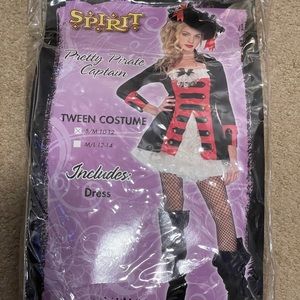 SPIRIT
Pretty Pirate
Captain
TWEEN COSTUME
S/M 10-12
M/L 12-14
Includes:
Dress